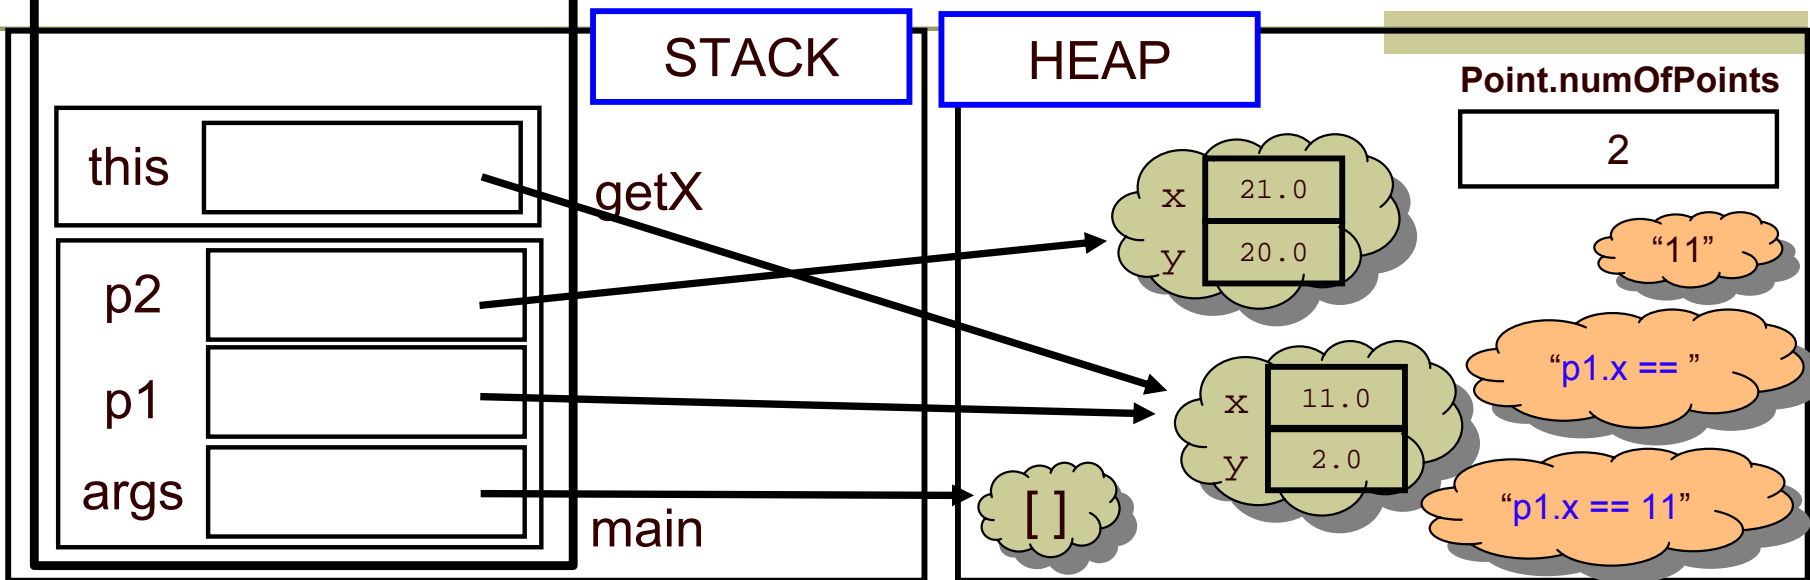 STACK
HEAP
Point.numOfPoints
2
this
getX
p2
p1
args
main
x 21.0
y 20.0
x 11.0
y 2.0
[ ]
“11”
“p1.x == ”
“p1.x == 11”